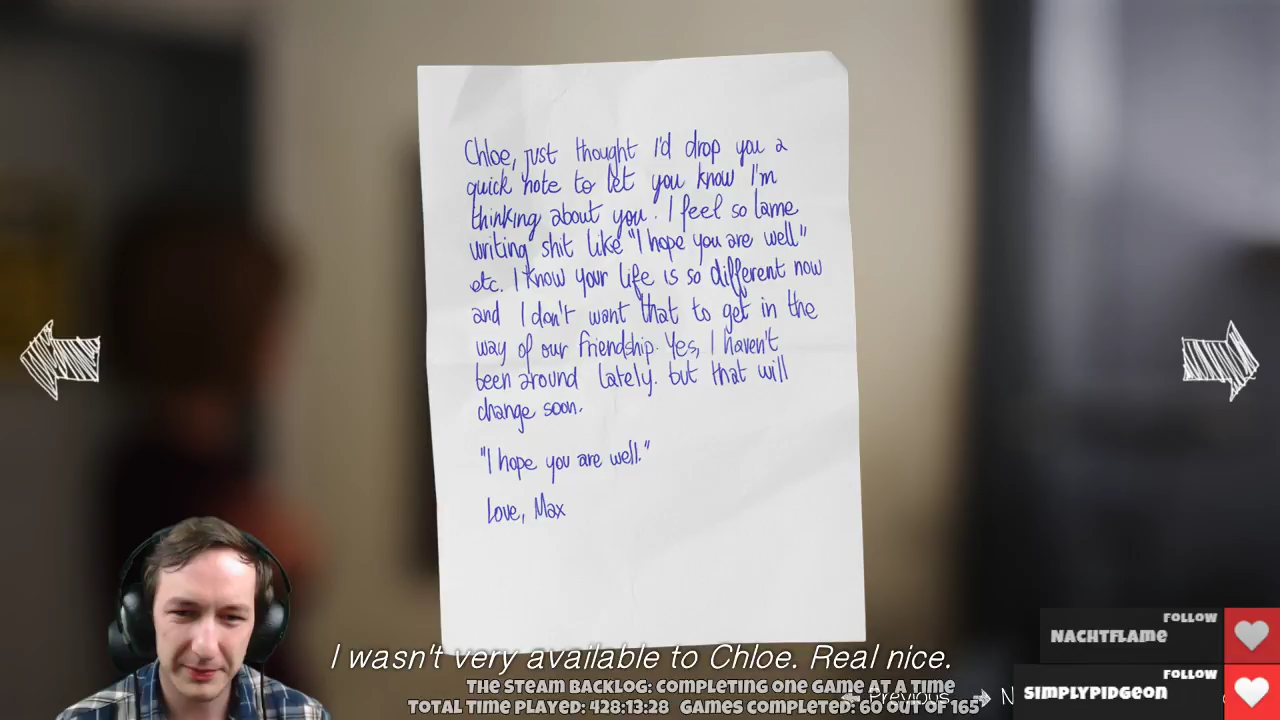 Chloe, just thought I'd drop you a
quick note to let you know I'm
thinking about you. I feel so lame
writing shit like "I hope you are well"
etc. I know your life is so different now
and I don't want that to get in the
way of our friendship. Yes, I haven't
been around lately. but that will
change soon.
"I hope you are well."
Love, Max
I wasn't very available to Chloe. Real nice.
THE STEAM BACKLOG: COMPLETING ONE GAME AT A TIME
TOTAL TIME PLAYED: 428:13:28 GAMES COMPLETED: 60 OUT OF 165
Previous
FOLLOW
NACHTFLAME
FOLLOW
SIMPLYPIDGEON